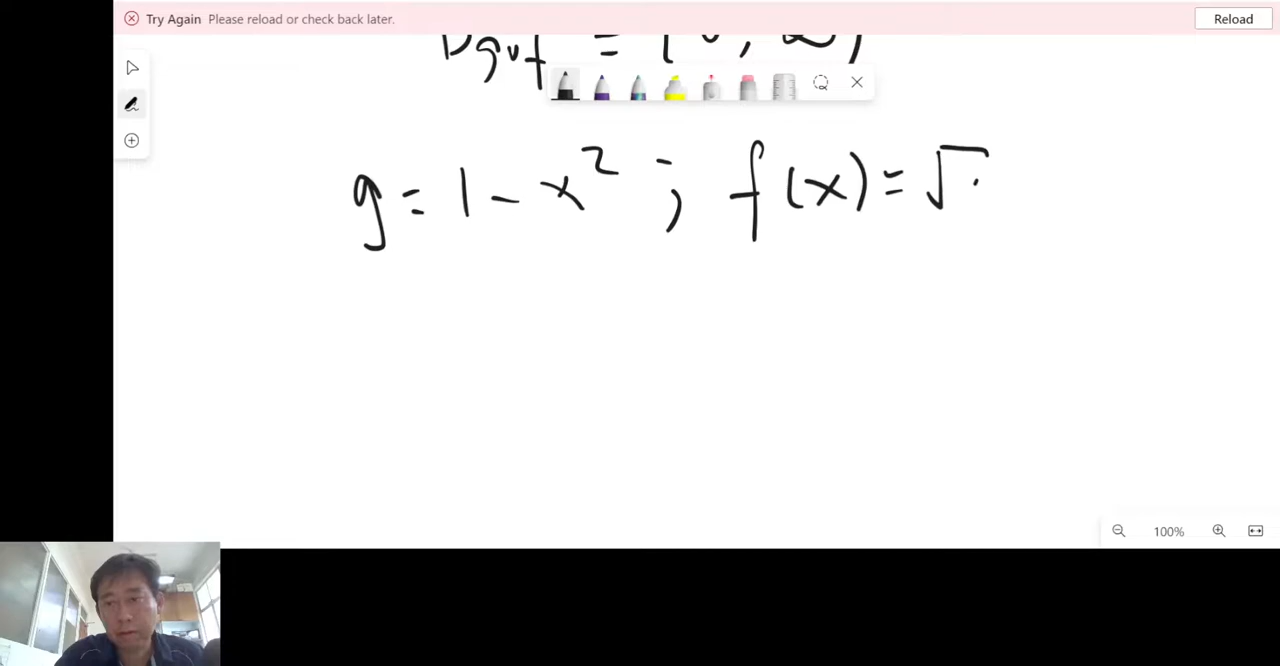 Try Again Please reload or check back later. Reload
g = 1 - x² ; f(x) = √.
100%